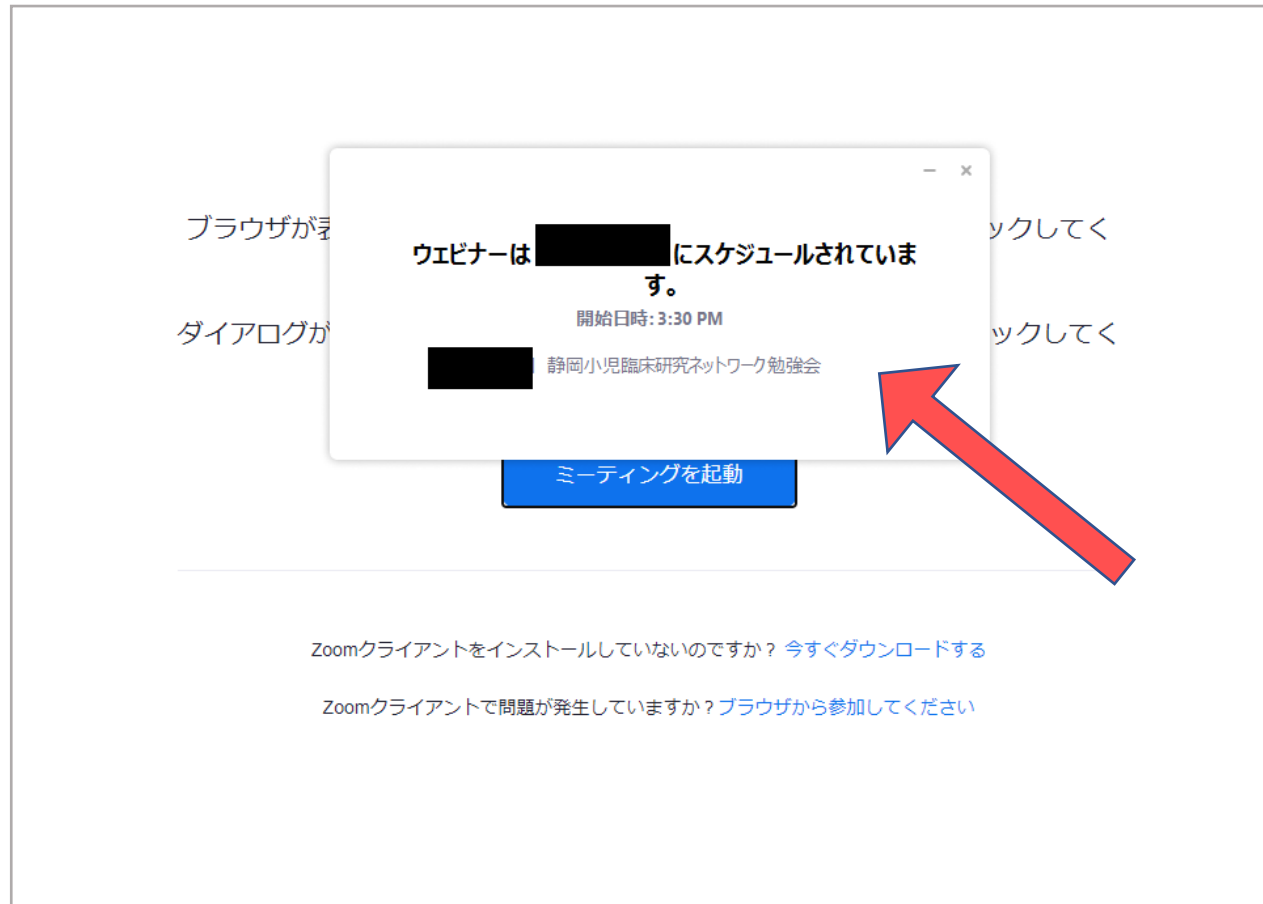 ブラウザが表
ックしてく
ウェビナーは
にスケジュールされていま
す。
開始日時: 3:30 PM
ダイアログが
ックしてく
静岡小児臨床研究ネットワーク勉強会
ミーティングを起動
Zoomクライアントをインストールしていないのですか？ 今すぐダウンロードする
Zoomクライアントで問題が発生していますか？ブラウザから参加してください